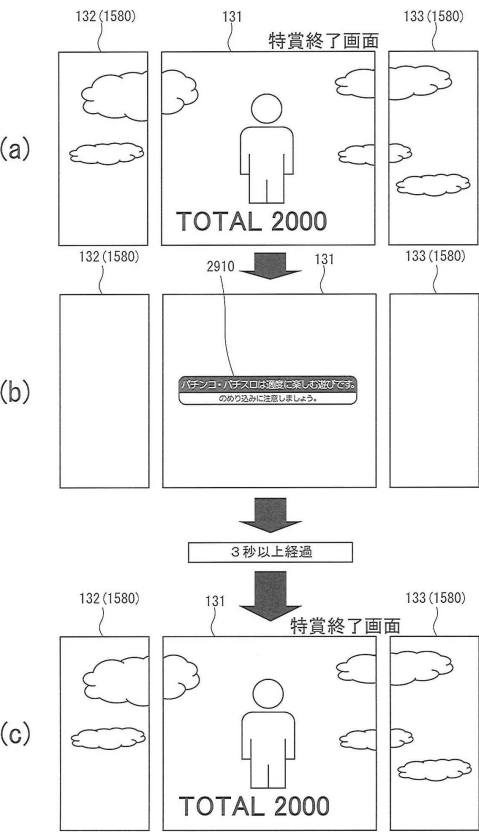 132(1580)
131
133(1580)
特賞終了画面
(a)
TOTAL 2000
132(1580)
2910
131
133(1580)
(b)
パチンコ・パチスロは適度に楽しむ遊びです。
のめり込みに注意しましょう。
3秒以上経過
132(1580)
131
133(1580)
特賞終了画面
(c)
TOTAL 2000